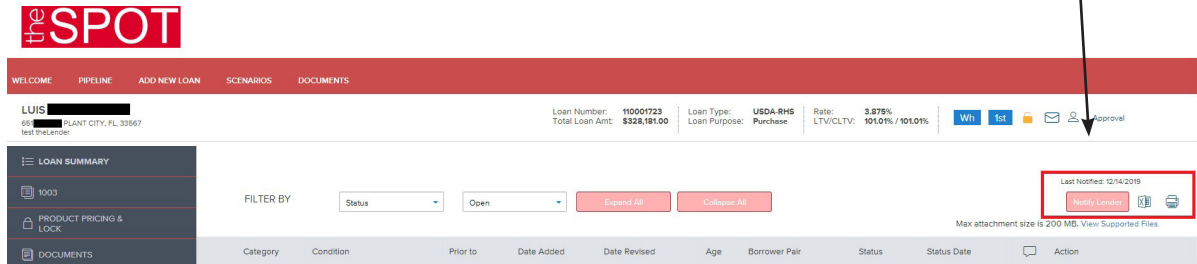 the SPOT
WELCOME PIPELINE ADD NEW LOAN SCENARIOS DOCUMENTS
LUIS
651 PLANT CITY, FL, 33567
test theLender
Loan Number: 110001723 Loan Type: USDA-RHS Rate: 3.875%
Total Loan Amt: $328,181.00 Loan Purpose: Purchase LTV/CLTV: 101.01% / 101.01%
Wh 1st Approval
LOAN SUMMARY
1003
PRODUCT PRICING &
LOCK
DOCUMENTS
Last Notified: 12/14/2019
FILTER BY Status Open Expand All Collapse All Notify Lender
Max attachment size is 200 MB. View Supported Files.
Category Condition Prior to Date Added Date Revised Age Borrower Pair Status Status Date Action